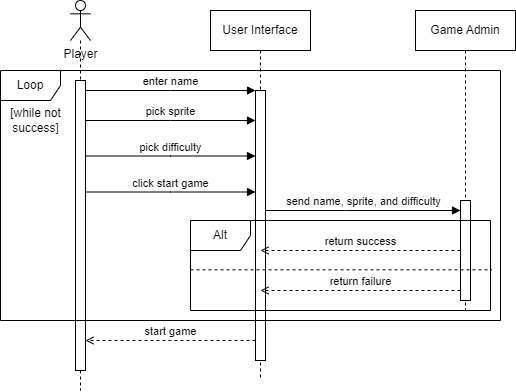 Player
User Interface
Game Admin
Loop
[while not
success]
enter name
pick sprite
pick difficulty
click start game
send name, sprite, and difficulty
Alt
return success
return failure
start game